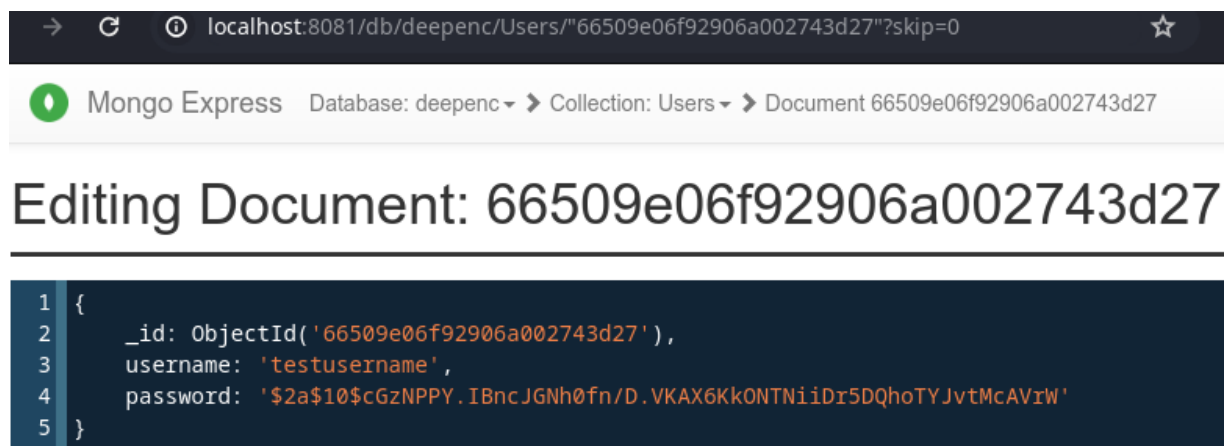 localhost:8081/db/deepenc/Users/"66509e06f92906a002743d27"?skip=0
Mongo Express Database: deepenc Collection: Users Document 66509e06f92906a002743d27
Editing Document: 66509e06f92906a002743d27
1 {
2 _id: ObjectId('66509e06f92906a002743d27'),
3 username: 'testusername',
4 password: '$2a$10$cGzNPPY.IBncJGNh0fn/D.VKAX6KkONTNiiDr5DQhoTYJvtMcAVrW'
5 }